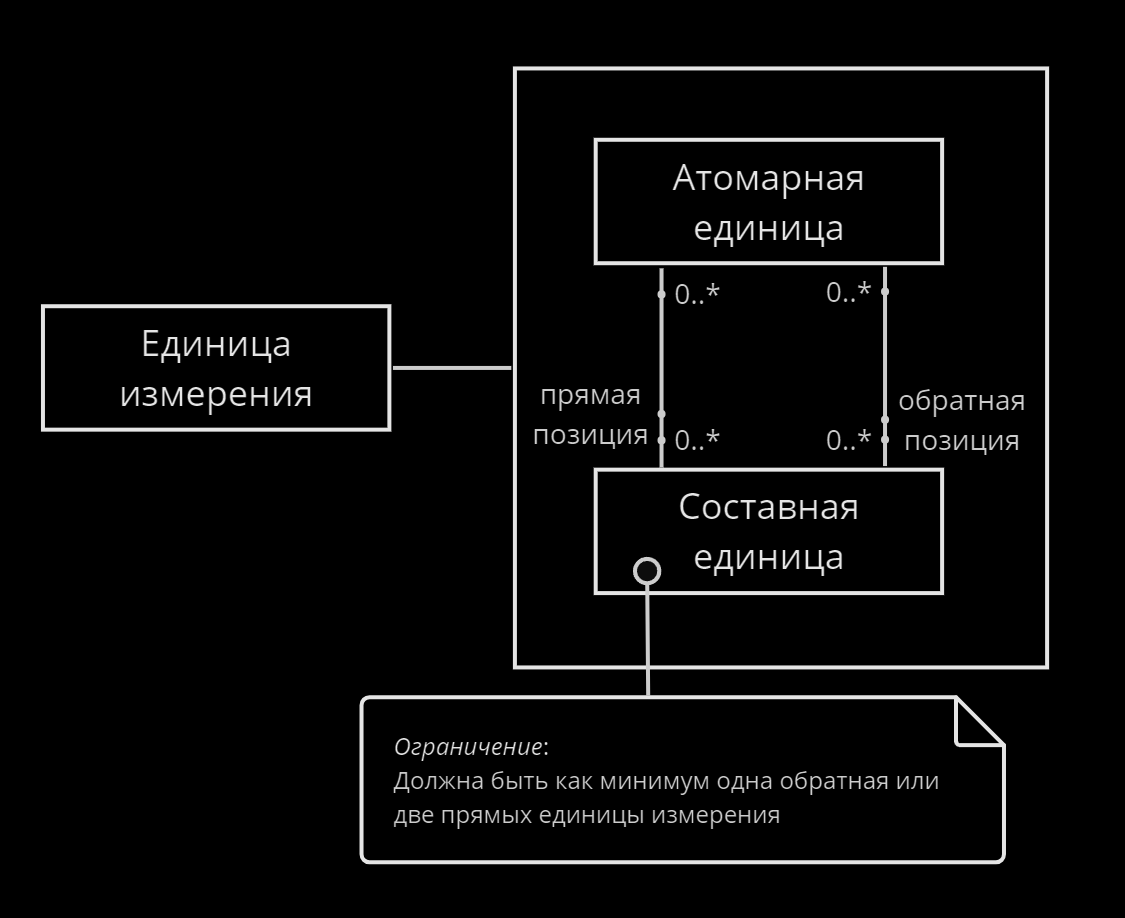 Атомарная
единица
0..*
0..*
Единица
измерения
прямая
позиция
обратная
позиция
0..*
0..*
Составная
единица
Ограничение:
Должна быть как минимум одна обратная или
две прямых единицы измерения